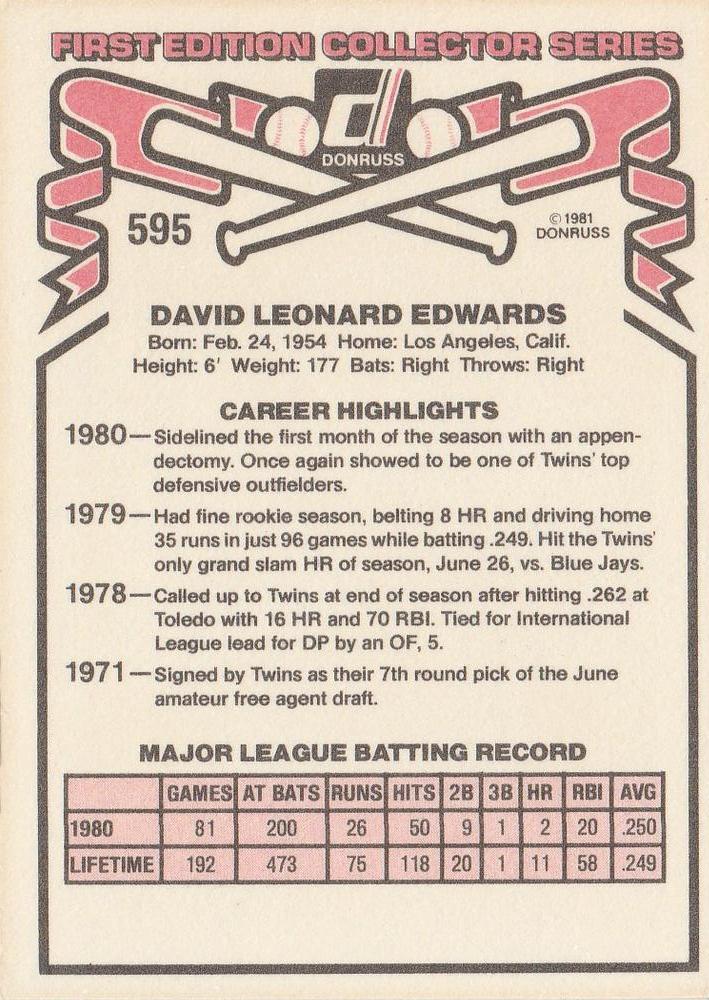 FIRST EDITION COLLECTOR SERIES
d
DONRUSS
595
© 1981
DONRUSS
DAVID LEONARD EDWARDS
Born: Feb. 24, 1954 Home: Los Angeles, Calif.
Height: 6' Weight: 177 Bats: Right Throws: Right
CAREER HIGHLIGHTS
1980—Sidelined the first month of the season with an appen-
dectomy. Once again showed to be one of Twins' top
defensive outfielders.
1979—Had fine rookie season, belting 8 HR and driving home
35 runs in just 96 games while batting .249. Hit the Twins'
only grand slam HR of season, June 26, vs. Blue Jays.
1978—Called up to Twins at end of season after hitting .262 at
Toledo with 16 HR and 70 RBI. Tied for International
League lead for DP by an OF, 5.
1971—Signed by Twins as their 7th round pick of the June
amateur free agent draft.
MAJOR LEAGUE BATTING RECORD
GAMES AT BATS RUNS HITS 2B 3B HR RBI AVG
1980 81 200 26 50 9 1 2 20 .250
LIFETIME 192 473 75 118 20 1 11 58 .249